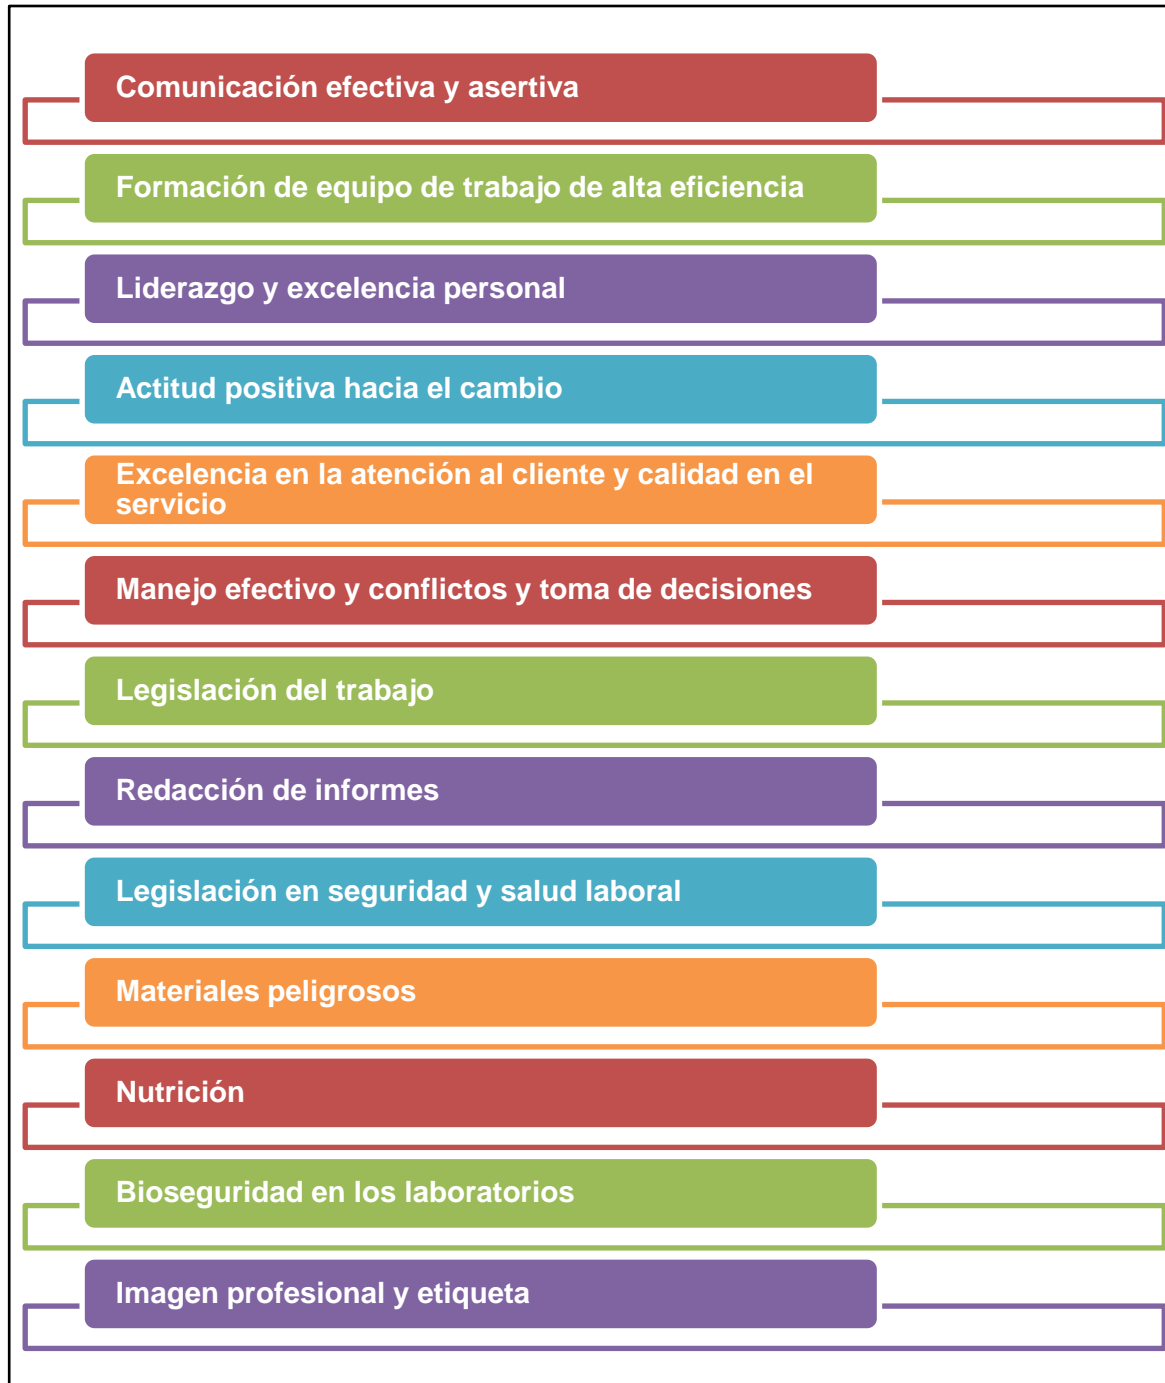 Comunicación efectiva y asertiva
Formación de equipo de trabajo de alta eficiencia
Liderazgo y excelencia personal
Actitud positiva hacia el cambio
Excelencia en la atención al cliente y calidad en el
servicio
Manejo efectivo y conflictos y toma de decisiones
Legislación del trabajo
Redacción de informes
Legislación en seguridad y salud laboral
Materiales peligrosos
Nutrición
Bioseguridad en los laboratorios
Imagen profesional y etiqueta